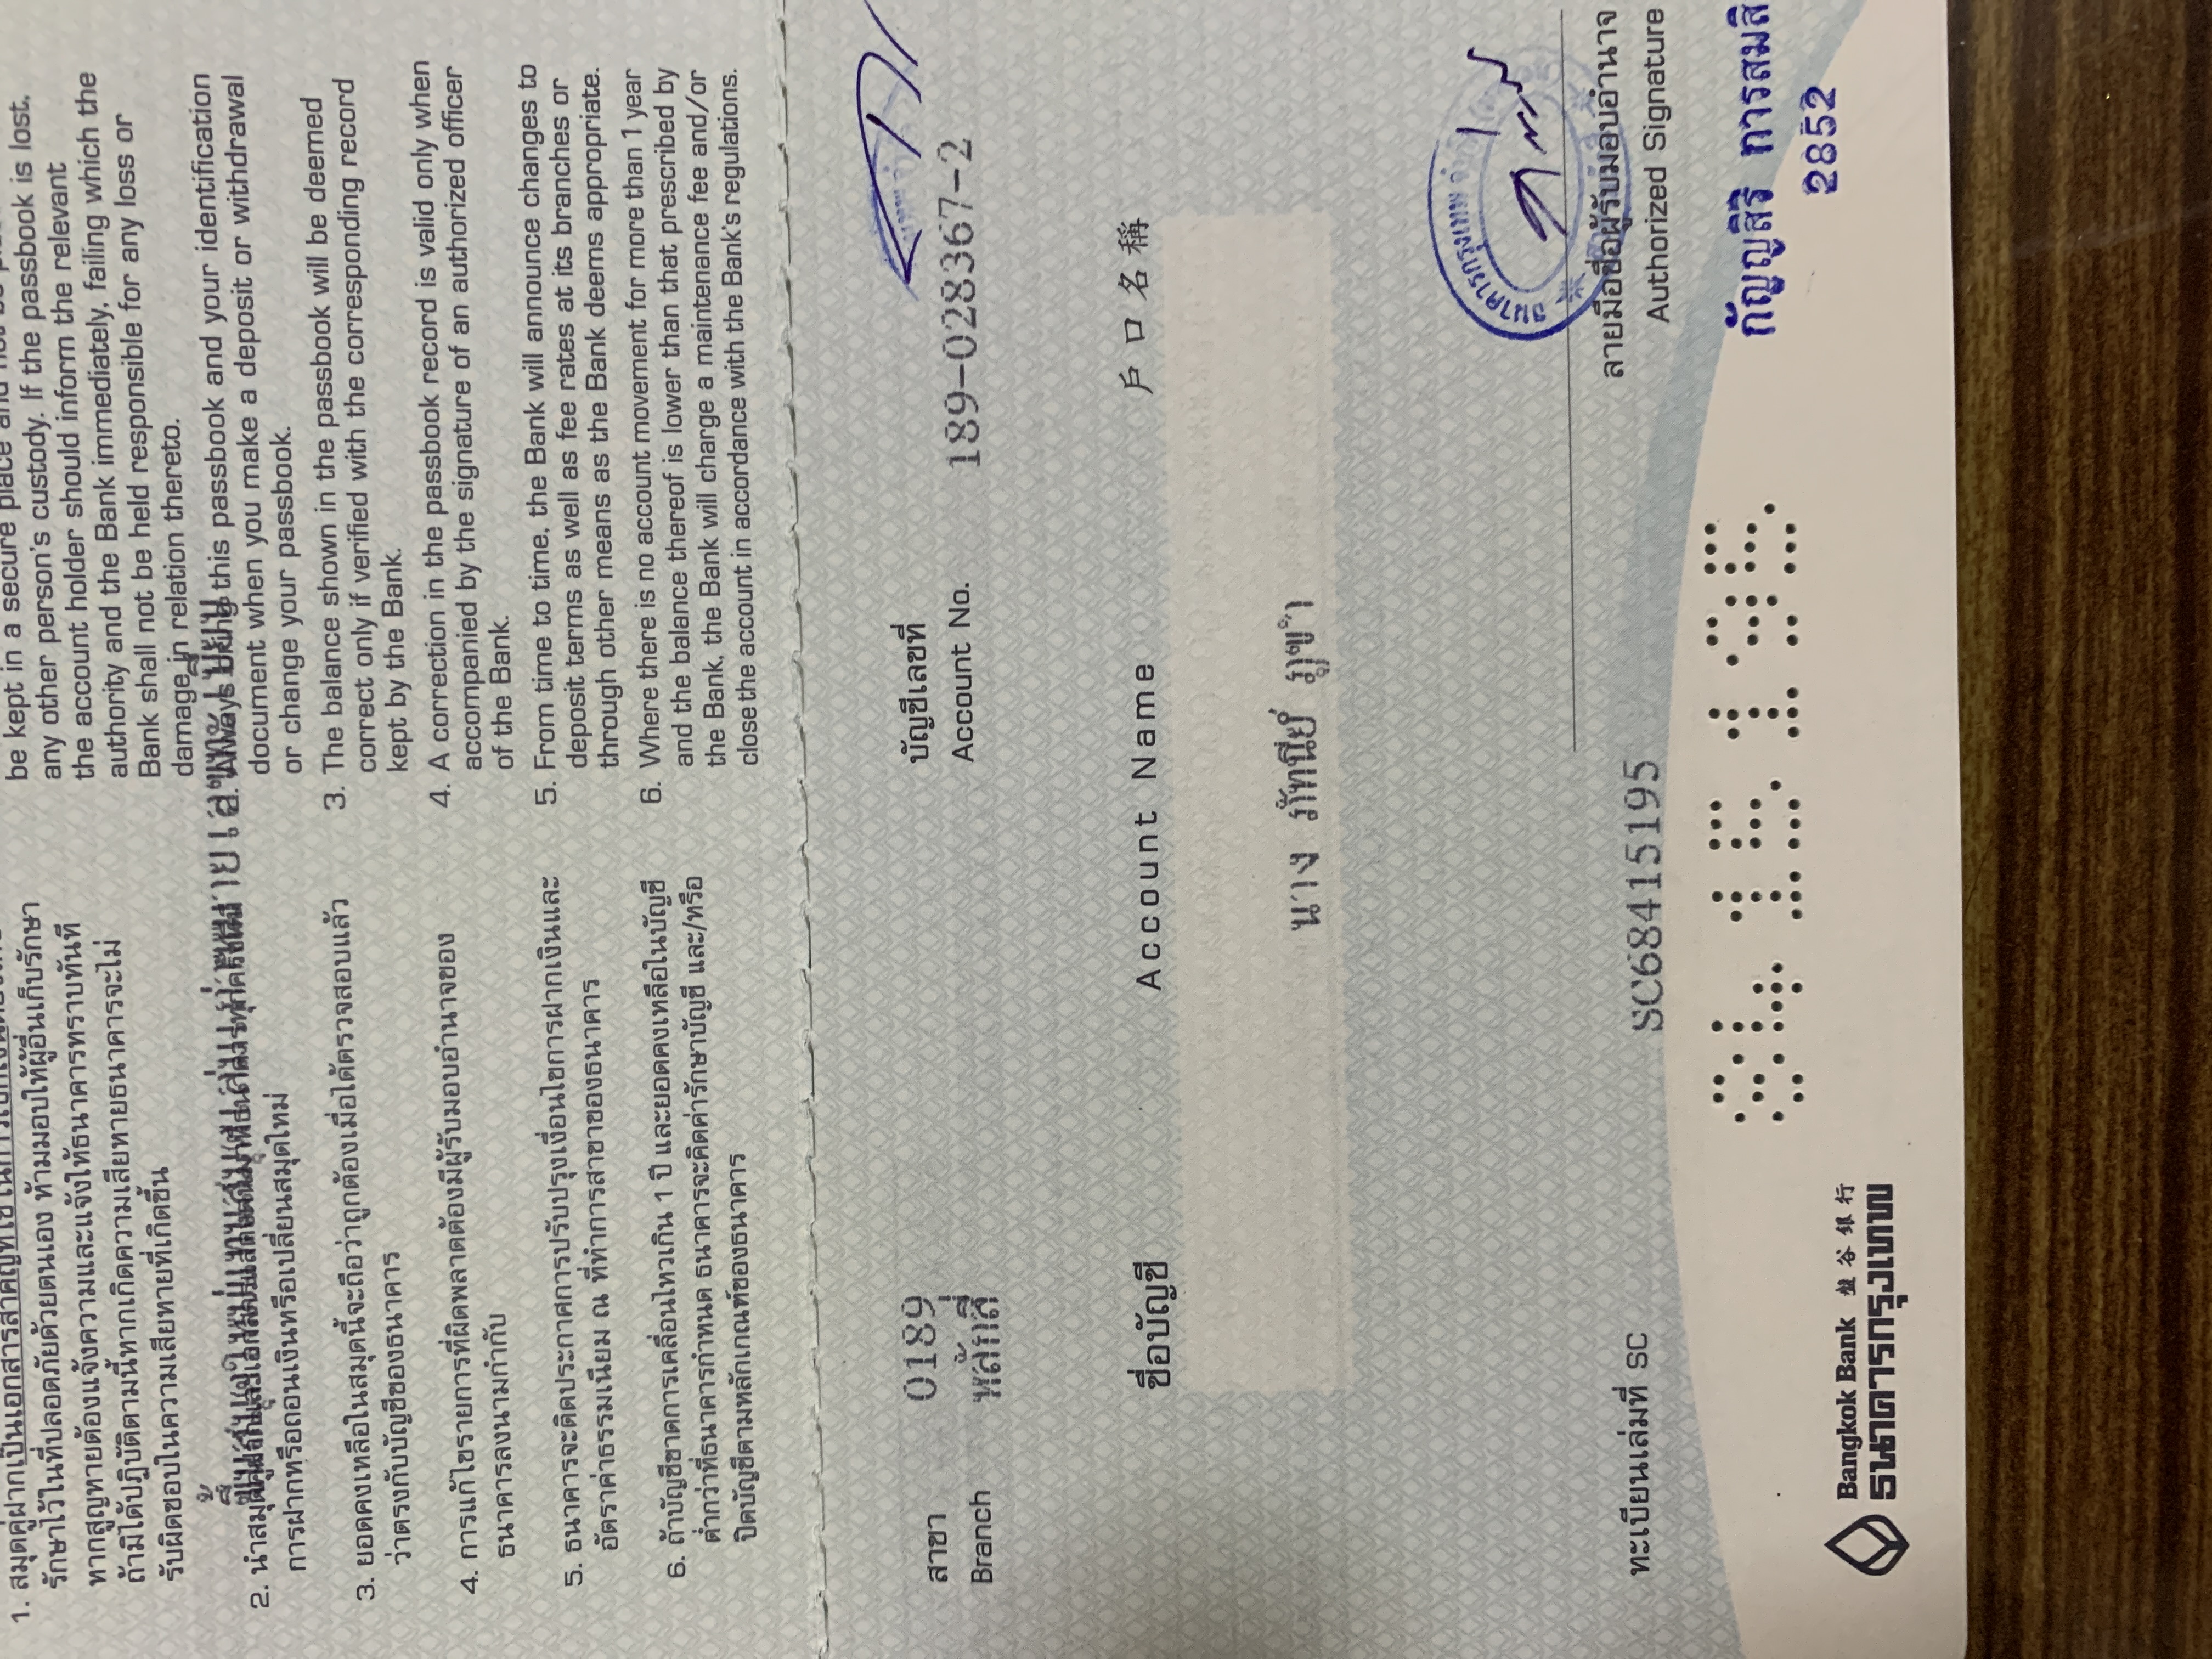 1. สมุดคู่ฝากเป็นเอกสารสำคัญที่ใช้ในการเบิกเงิน
รักษาไว้ในที่ปลอดภัยด้วยตนเอง ห้ามมอบให้ผู้อื่นเก็บรักษา
หากสูญหายต้องแจ้งความและแจ้งให้ธนาคารทราบทันที
ถ้ามิได้ปฏิบัติตามนี้หากเกิดความเสียหายธนาคารจะไม่
รับผิดชอบในความเสียหายที่เกิดขึ้น
ขึ้นสมุดใหม่แทนสมุดเล่มเก่าหมายเลขทะเบียน
2. นำสมุดคู่ฝาก
การฝากหรือถอนเงินหรือเปลี่ยนสมุดใหม่
3. ยอดคงเหลือในสมุดนี้จะถือว่าถูกต้องเมื่อได้ตรวจสอบแล้ว
ว่าตรงกับบัญชีของธนาคาร
4. การแก้ไขรายการที่ผิดพลาดต้องมีผู้รับมอบอำนาจของ
ธนาคารลงนามกำกับ
5. ธนาคารจะติดประกาศการปรับปรุงเงื่อนไขการฝากเงินและ
อัตราค่าธรรมเนียม ณ ที่ทำการสาขาของธนาคาร
6. ถ้าบัญชีขาดการเคลื่อนไหวเกิน 1 ปี และยอดคงเหลือในบัญชี
ต่ำกว่าที่ธนาคารกำหนด ธนาคารจะคิดค่ารักษาบัญชี และ/หรือ
ปิดบัญชีตามหลักเกณฑ์ของธนาคาร
be kept in a secure place and not be
any other person's custody. If the passbook is lost,
the account holder should inform the relevant
authority and the Bank immediately, failing which the
Bank shall not be held responsible for any loss or
damage in relation thereto.
2. Always bring this passbook and your identification
document when you make a deposit or withdrawal
or change your passbook.
3. The balance shown in the passbook will be deemed
correct only if verified with the corresponding record
kept by the Bank.
4. A correction in the passbook record is valid only when
accompanied by the signature of an authorized officer
of the Bank.
5. From time to time, the Bank will announce changes to
deposit terms as well as fee rates at its branches or
through other means as the Bank deems appropriate.
6. Where there is no account movement for more than 1 year
and the balance thereof is lower than that prescribed by
the Bank, the Bank will charge a maintenance fee and/or
close the account in accordance with the Bank's regulations.
สาขา 0189
Branch หลักสี่
บัญชีเลขที่
Account No. 189-028367-2
ชื่อบัญชี Account Name 戶口名稱
นาง ภัทนีย์ ภูขำ
ธนาคารกรุงเทพ จำกัด
ลายมือชื่อผู้รับมอบอำนาจ
Authorized Signature
ทะเบียนเล่มที่ SC SC68415195
8415195
กัญญสิริ การสมสิ
2852
Bangkok Bank 盤谷銀行
ธนาคารกรุงเทพ